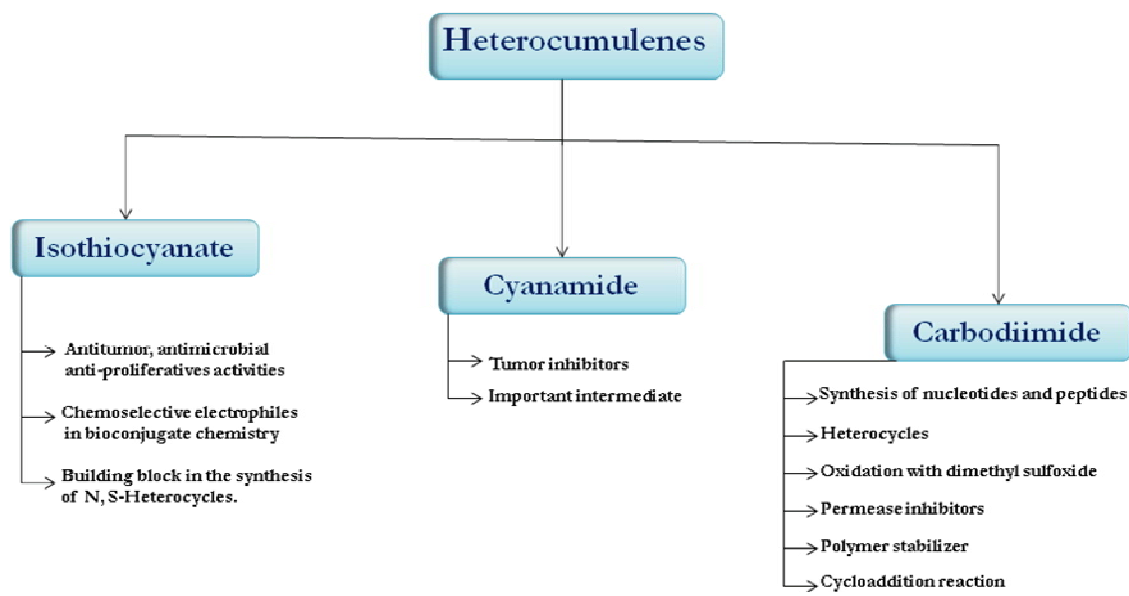 Heterocumulenes
Isothiocyanate
Antitumor, antimicrobial
anti-proliferatives activities
Chemoselective electrophiles
in bioconjugate chemistry
Building block in the synthesis
of N, S-Heterocycles.
Cyanamide
Tumor inhibitors
Important intermediate
Carbodiimide
Synthesis of nucleotides and peptides
Heterocycles
Oxidation with dimethyl sulfoxide
Permease inhibitors
Polymer stabilizer
Cycloaddition reaction